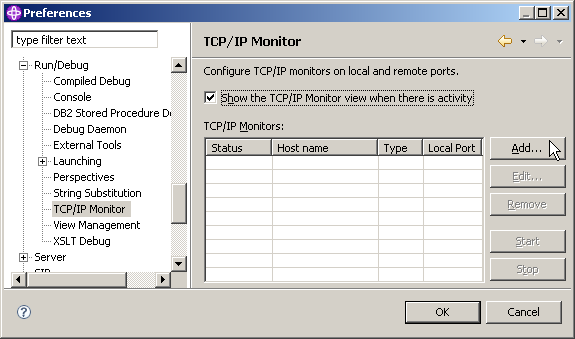 Preferences
type filter text
Run/Debug
Compiled Debug
Console
DB2 Stored Procedure D
Debug Daemon
External Tools
Launching
Perspectives
String Substitution
TCP/IP Monitor
View Management
XSLT Debug
Server
TCP/IP Monitor
Configure TCP/IP monitors on local and remote ports.
Show the TCP/IP Monitor view when there is activity
TCP/IP Monitors:
Status Host name Type Local Port
Add...
Edit...
Remove
Start
Stop
?
OK Cancel